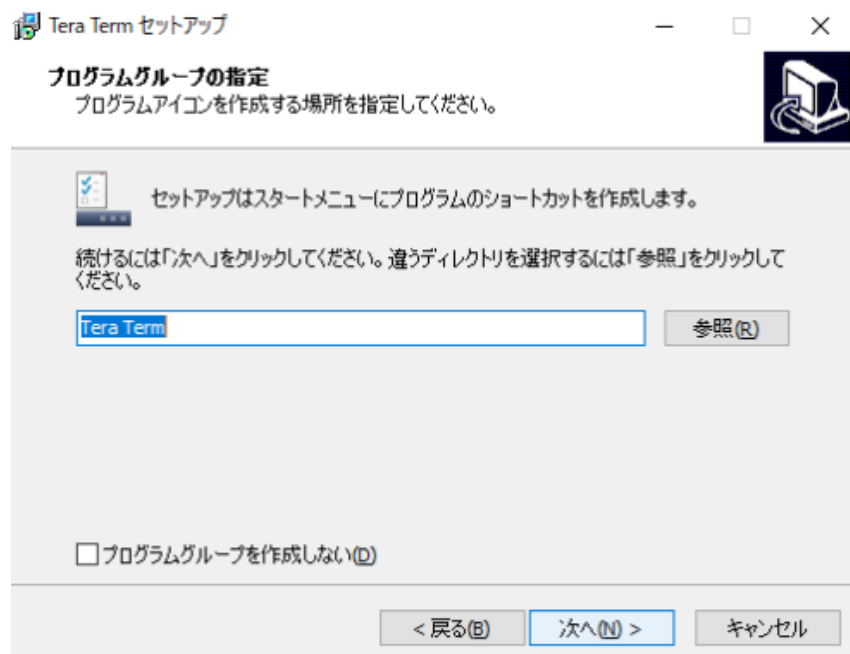 Tera Term セットアップ
プログラムグループの指定
プログラムアイコンを作成する場所を指定してください。
セットアップはスタートメニューにプログラムのショートカットを作成します。
続けるには「次へ」をクリックしてください。違うディレクトリを選択するには「参照」をクリックして
ください。
Tera Term
参照(R)
プログラムグループを作成しない(D)
< 戻る(B)
次へ(N) >
キャンセル